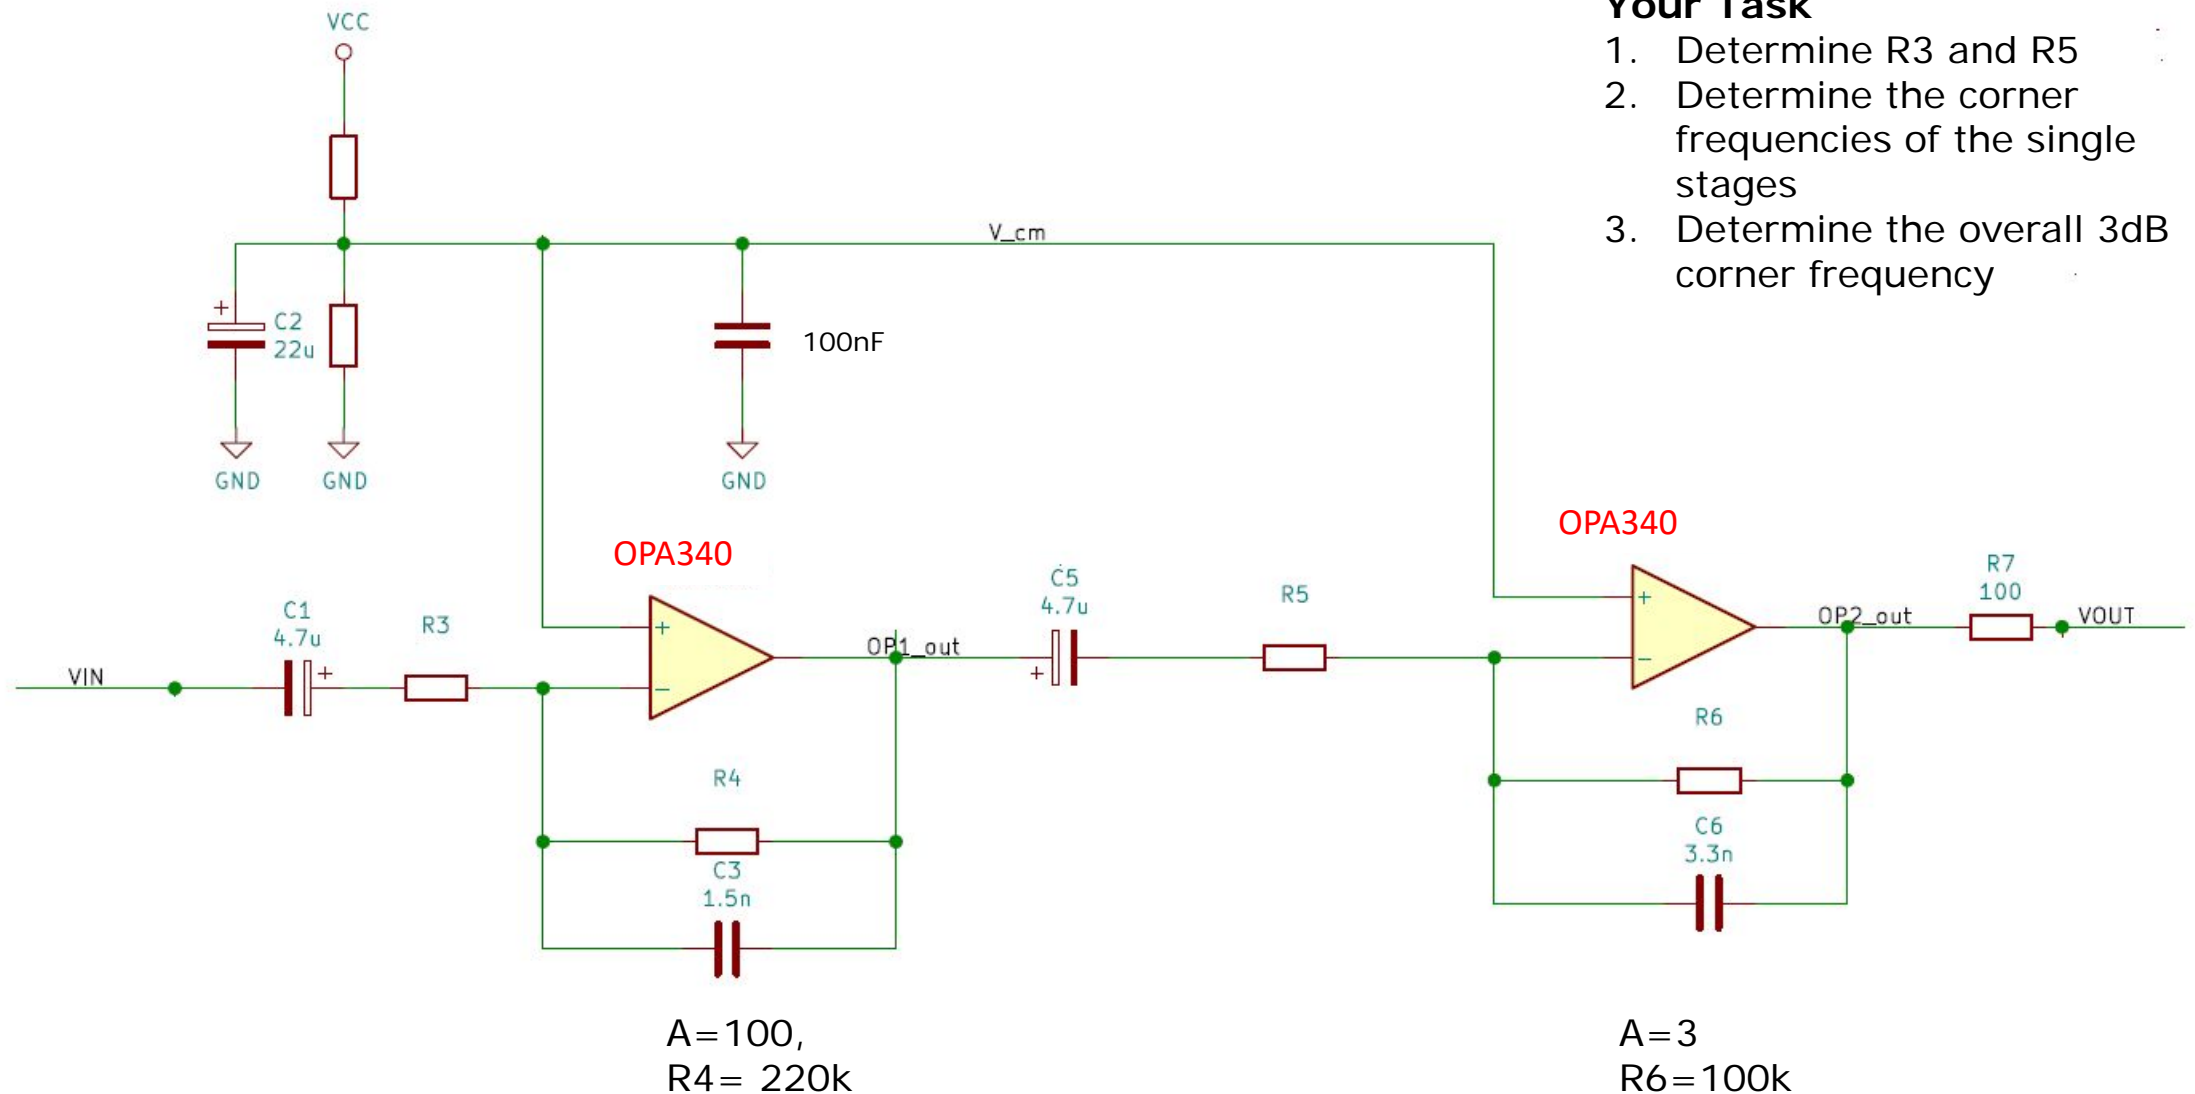 Your Task
1. Determine R3 and R5
2. Determine the corner
frequencies of the single
stages
3. Determine the overall 3dB
corner frequency
VCC
V_cm
+
C2
22u
100nF
GND
GND
GND
OPA340
OPA340
C1
4.7u
R3
C5
4.7u
R5
R7
100
VIN
+
+
−
OP1_out
+
+
−
OP2_out
VOUT
R4
C3
1.5n
R6
C6
3.3n
A=100,
R4= 220k
A=3
R6=100k